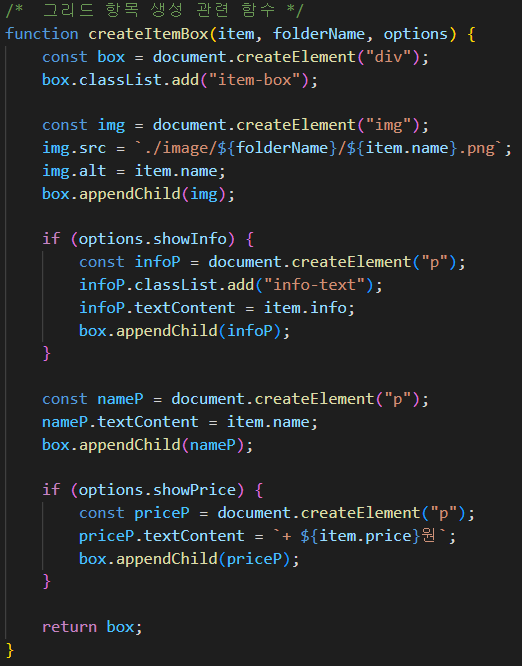 /*  그리드 항목 생성 관련 함수 */
function createItemBox(item, folderName, options) {
    const box = document.createElement("div");
    box.classList.add("item-box");

    const img = document.createElement("img");
    img.src = `./image/${folderName}/${item.name}.png`;
    img.alt = item.name;
    box.appendChild(img);

    if (options.showInfo) {
        const infoP = document.createElement("p");
        infoP.classList.add("info-text");
        infoP.textContent = item.info;
        box.appendChild(infoP);
    }

    const nameP = document.createElement("p");
    nameP.textContent = item.name;
    box.appendChild(nameP);

    if (options.showPrice) {
        const priceP = document.createElement("p");
        priceP.textContent = `+ ${item.price}원`;
        box.appendChild(priceP);
    }

    return box;
}